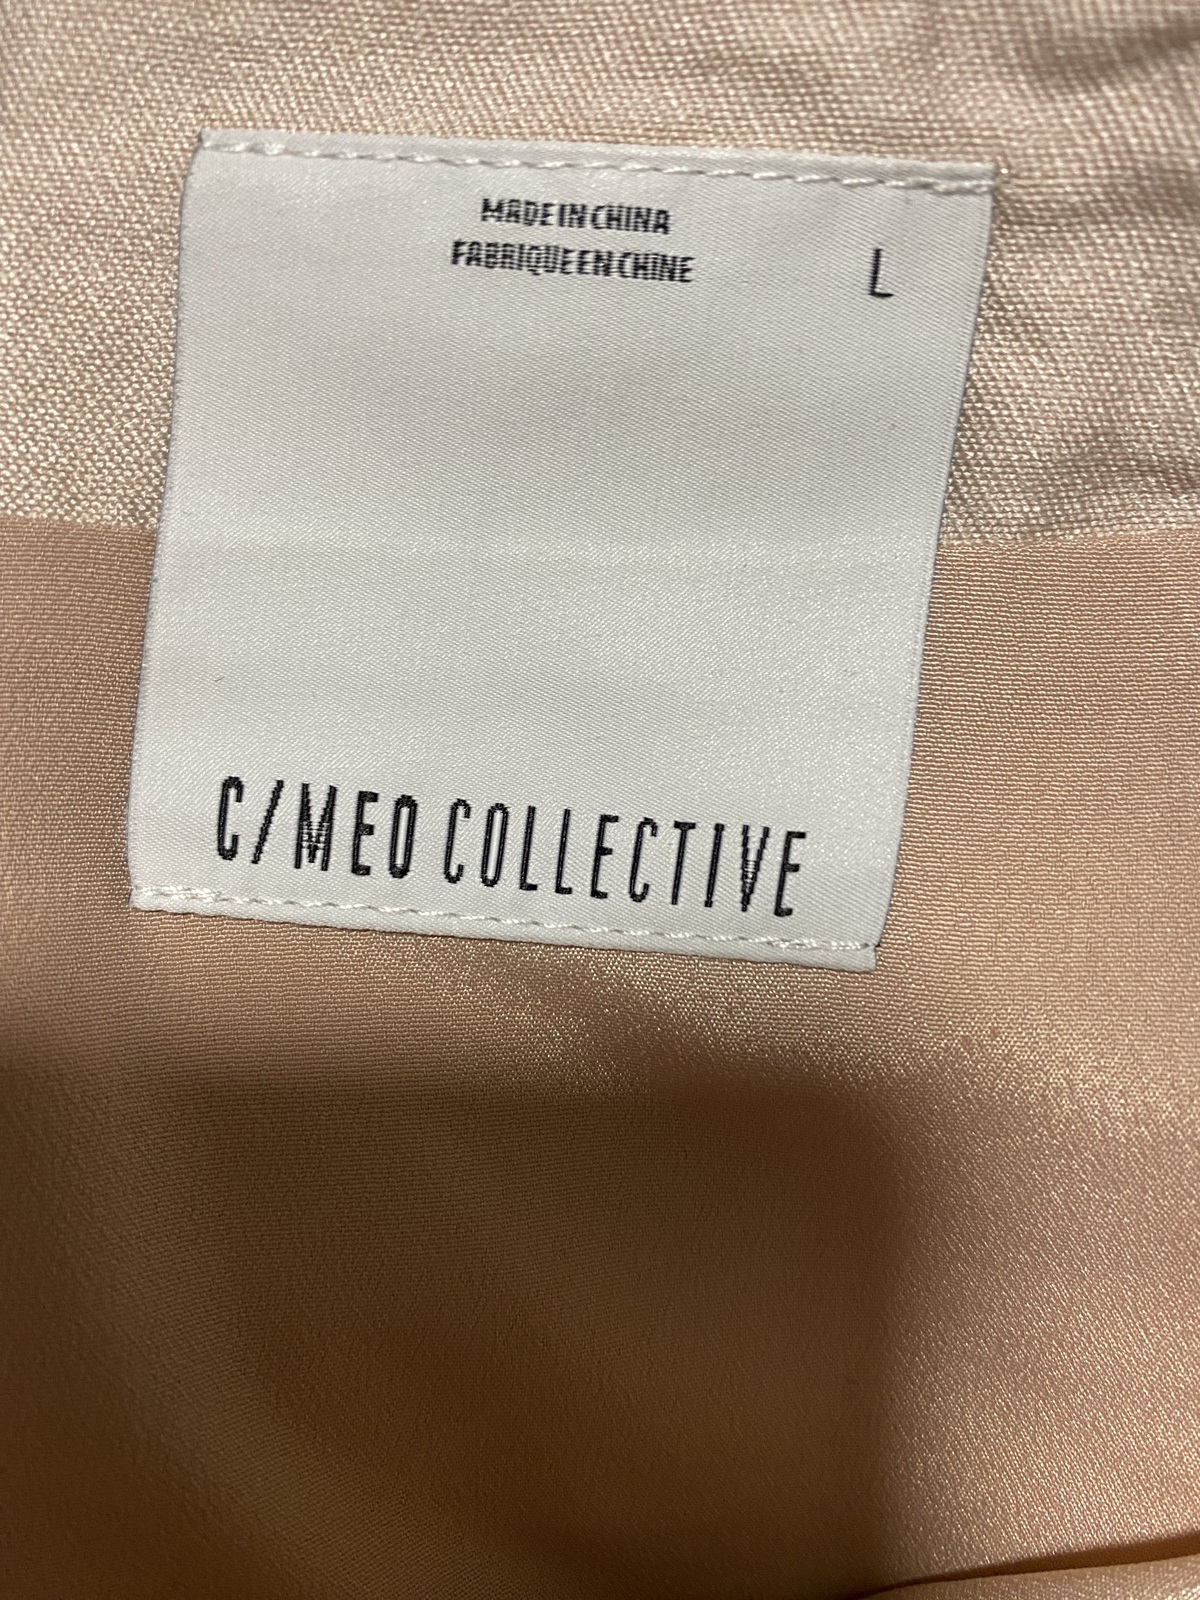 MADE IN CHINA
FABRIQUE EN CHINE
L
C/MEO COLLECTIVE